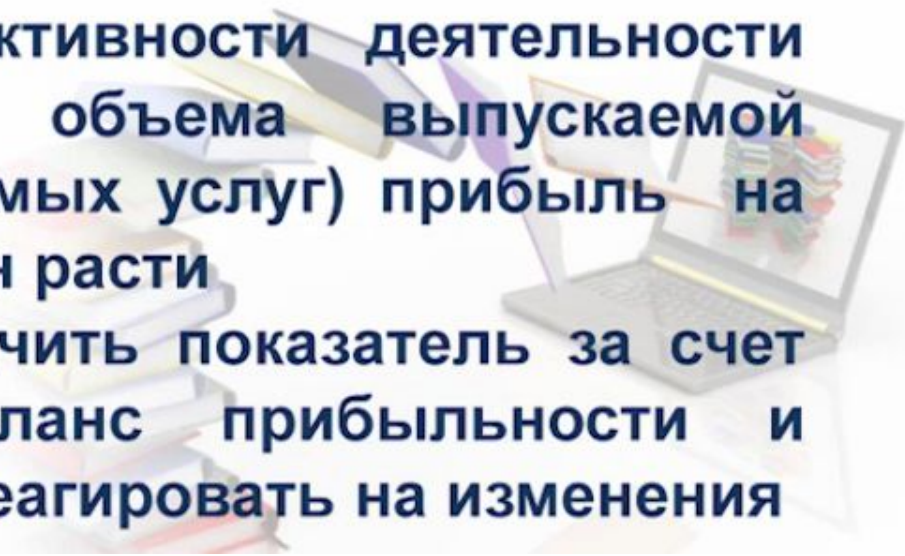 ктивности деятельности
объема выпускаемой
мых услуг) прибыль на
расти
чить показатель за счет
ланс прибыльности и
еагировать на изменения